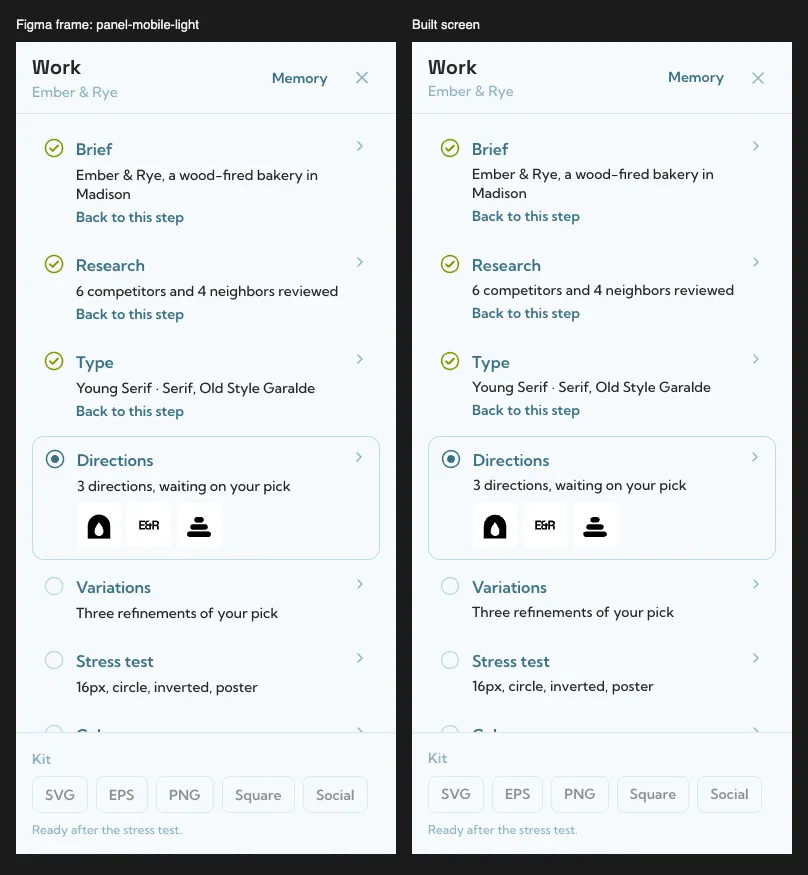 Figma frame: panel-mobile-light
Work
Ember & Rye
Memory
Brief
Ember & Rye, a wood-fired bakery in
Madison
Back to this step
Research
6 competitors and 4 neighbors reviewed
Back to this step
Type
Young Serif · Serif, Old Style Garalde
Back to this step
Directions
3 directions, waiting on your pick
E&R
Variations
Three refinements of your pick
Stress test
16px, circle, inverted, poster
Kit
SVG EPS PNG Square Social
Ready after the stress test.
Built screen
Work
Ember & Rye
Memory
Brief
Ember & Rye, a wood-fired bakery in
Madison
Back to this step
Research
6 competitors and 4 neighbors reviewed
Back to this step
Type
Young Serif · Serif, Old Style Garalde
Back to this step
Directions
3 directions, waiting on your pick
E&R
Variations
Three refinements of your pick
Stress test
16px, circle, inverted, poster
Kit
SVG EPS PNG Square Social
Ready after the stress test.